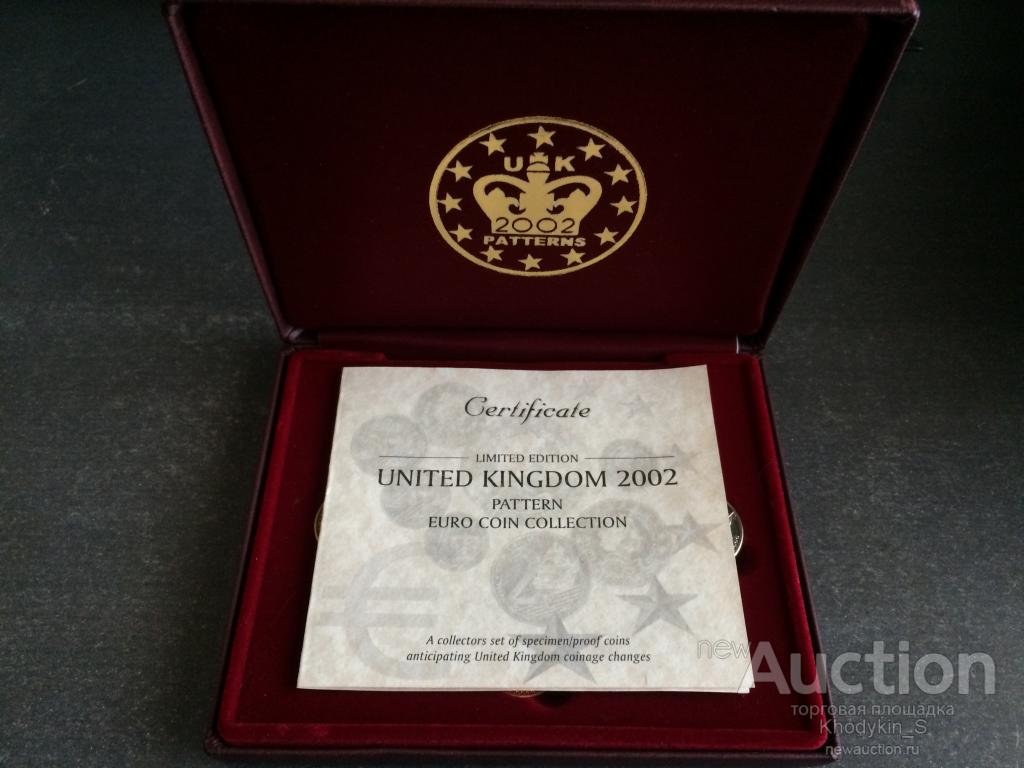 U K
2002
PATTERNS
Certificate
LIMITED EDITION
UNITED KINGDOM 2002
PATTERN
EURO COIN COLLECTION
A collectors set of specimen/proof coins
anticipating United Kingdom coinage changes
newAuction
торговая площадка
Khodykin_S
newauction.ru